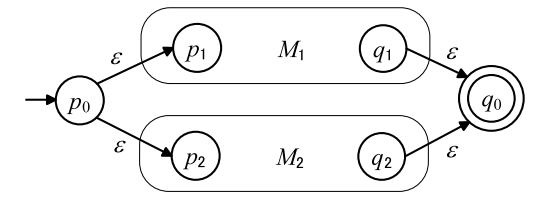 ε p₁ M₁ q₁ ε
p₀ q₀
ε p₂ M₂ q₂ ε